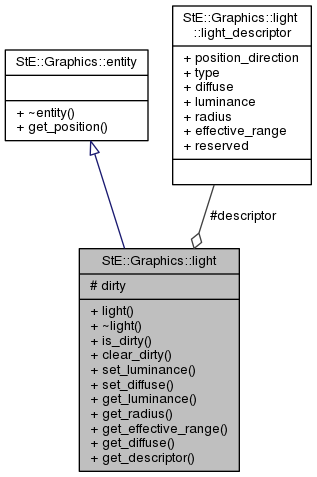 StE::Graphics::light
::light_descriptor
+ position_direction
+ type
+ diffuse
+ luminance
+ radius
+ effective_range
+ reserved
StE::Graphics::entity
+ ~entity()
+ get_position()
#descriptor
StE::Graphics::light
# dirty
+ light()
+ ~light()
+ is_dirty()
+ clear_dirty()
+ set_luminance()
+ set_diffuse()
+ get_luminance()
+ get_radius()
+ get_effective_range()
+ get_diffuse()
+ get_descriptor()